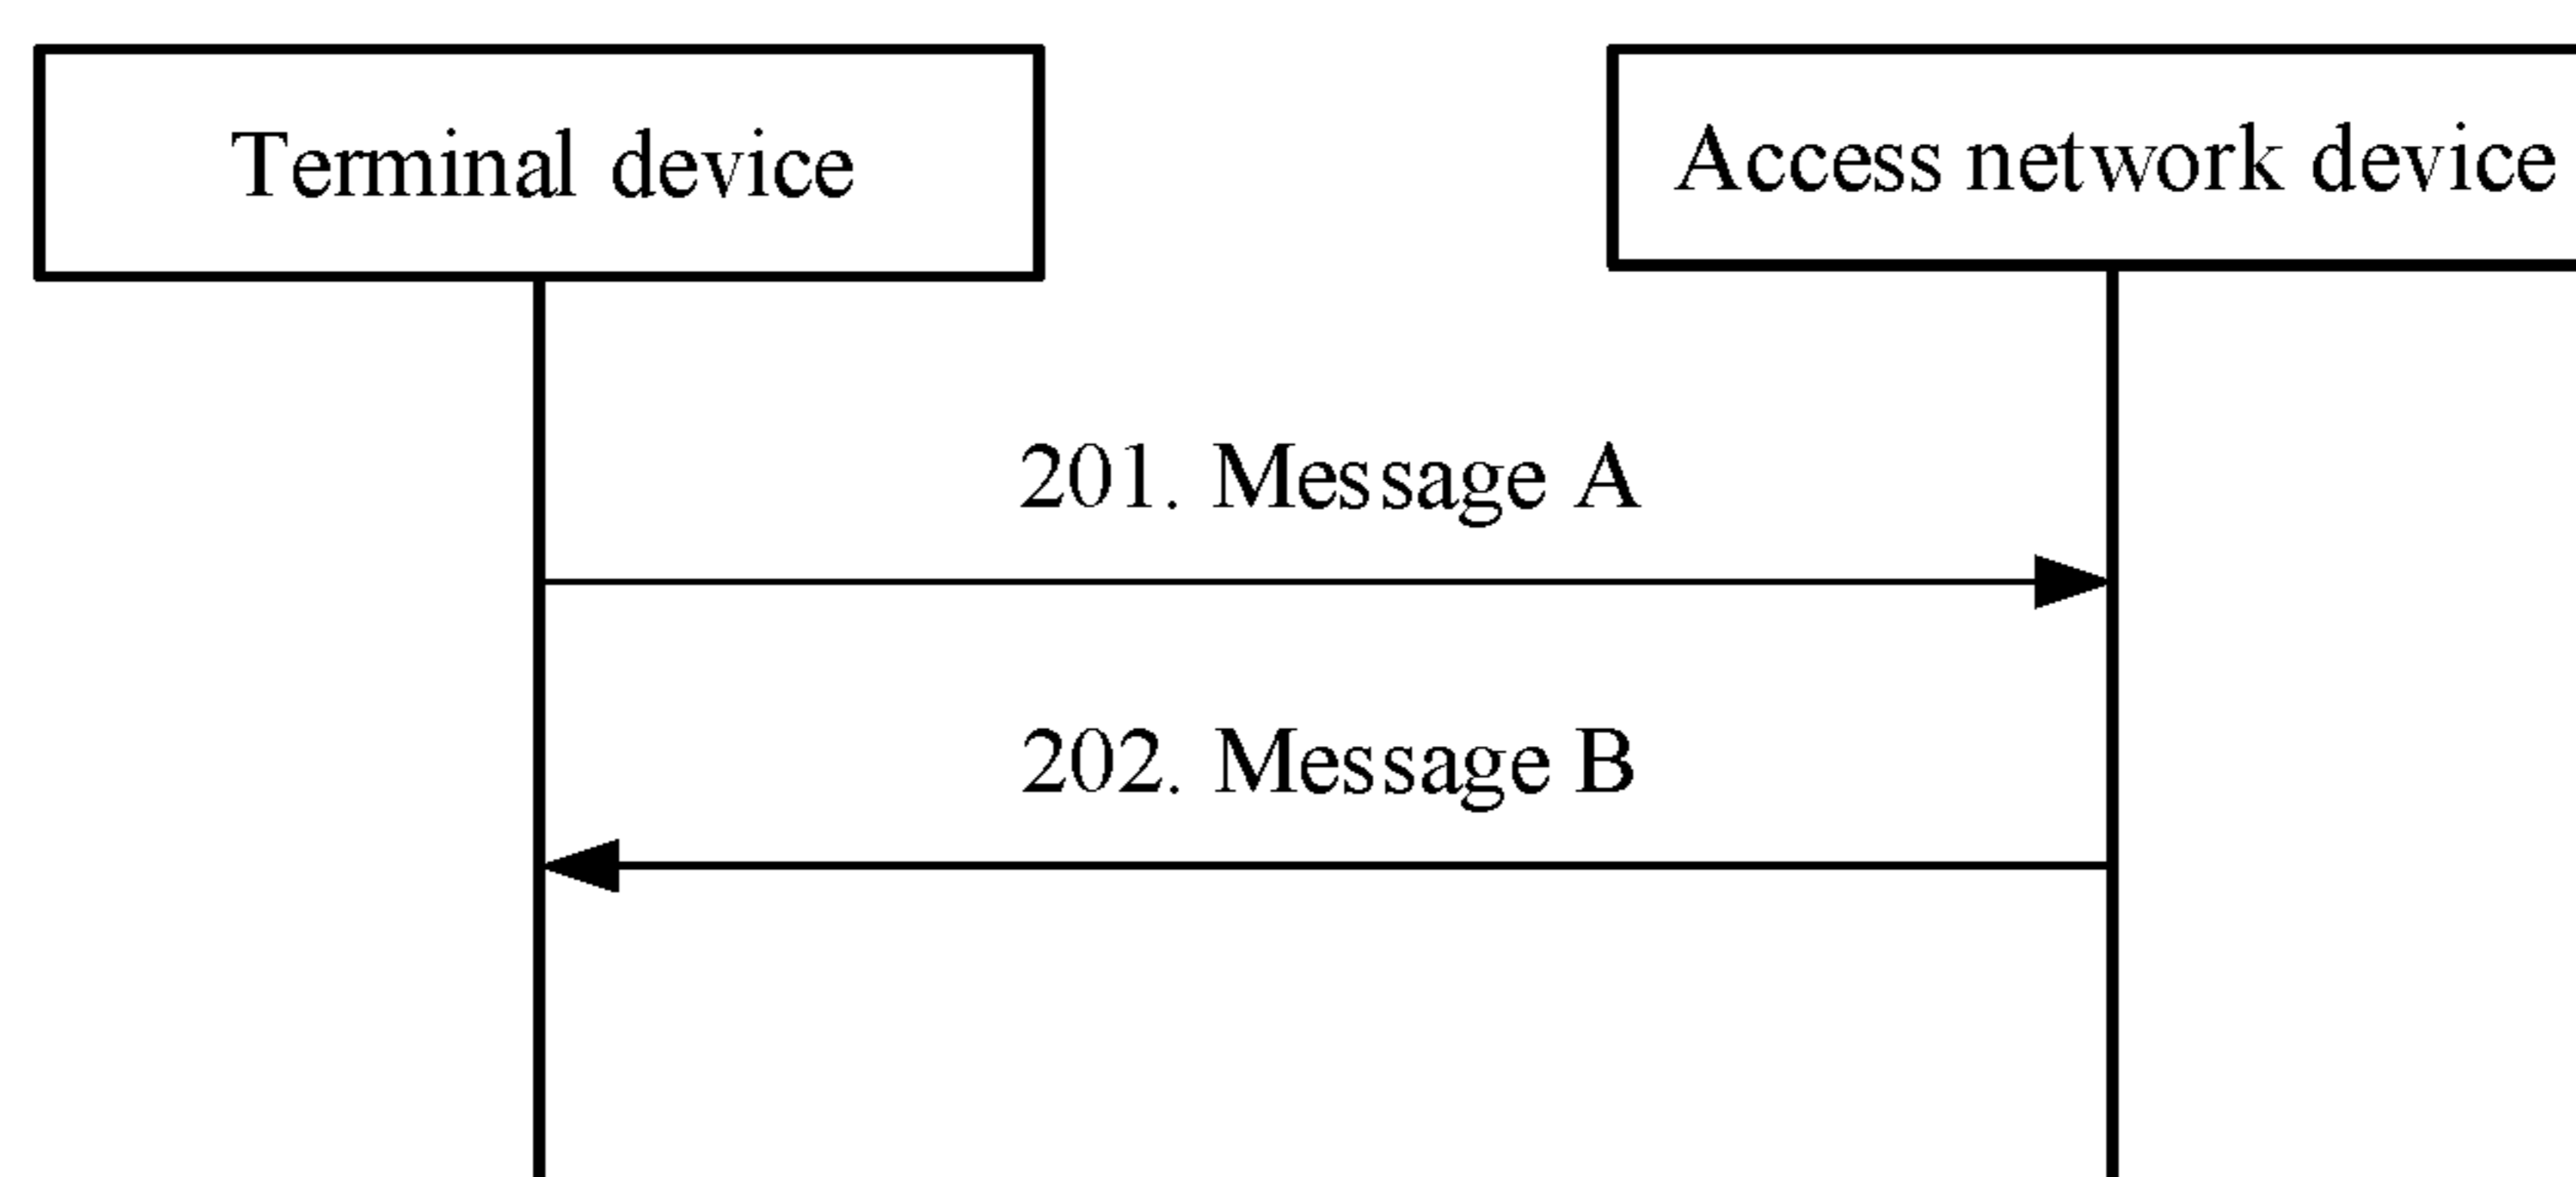 Terminal device
Access network device
201. Message A
202. Message B